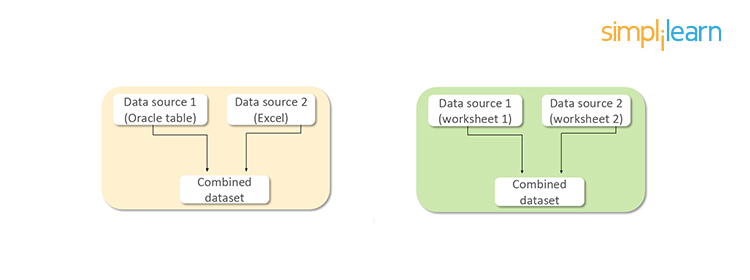 simplilearn
Data source 1
(Oracle table)
Data source 2
(Excel)
Combined
dataset
Data source 1
(worksheet 1)
Data source 2
(worksheet 2)
Combined
dataset